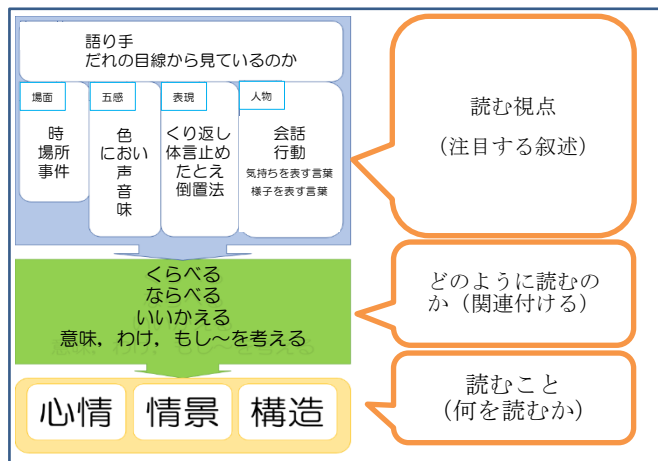 語り手
だれの目線から見ているのか
場面
時
場所
事件
五感
色
におい
声
音
味
表現
くり返し
体言止め
たとえ
倒置法
人物
会話
行動
気持ちを表す言葉
様子を表す言葉
読む視点
(注目する叙述)
くらべる
ならべる
いいかえる
意味，わけ，もし～を考える
どのように読むの
か（関連付ける）
心情
情景
構造
読むこと
（何を読むか）